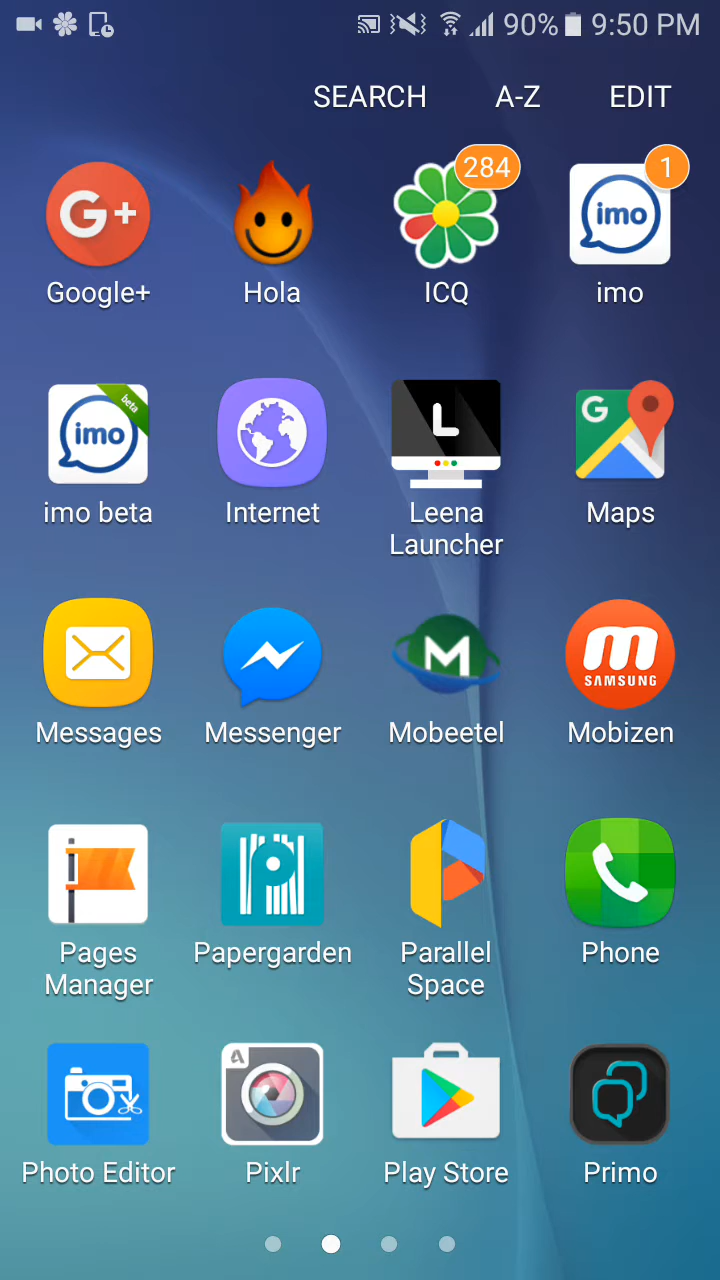 90% 9:50 PM
SEARCH A-Z EDIT
G+ 284 imo 1
Google+ Hola ICQ imo
imo beta L G
imo beta Internet Leena Launcher Maps
M m SAMSUNG
Messages Messenger Mobeetel Mobizen
Pages Manager Papergarden Parallel Space Phone
Photo Editor Pixlr Play Store Primo